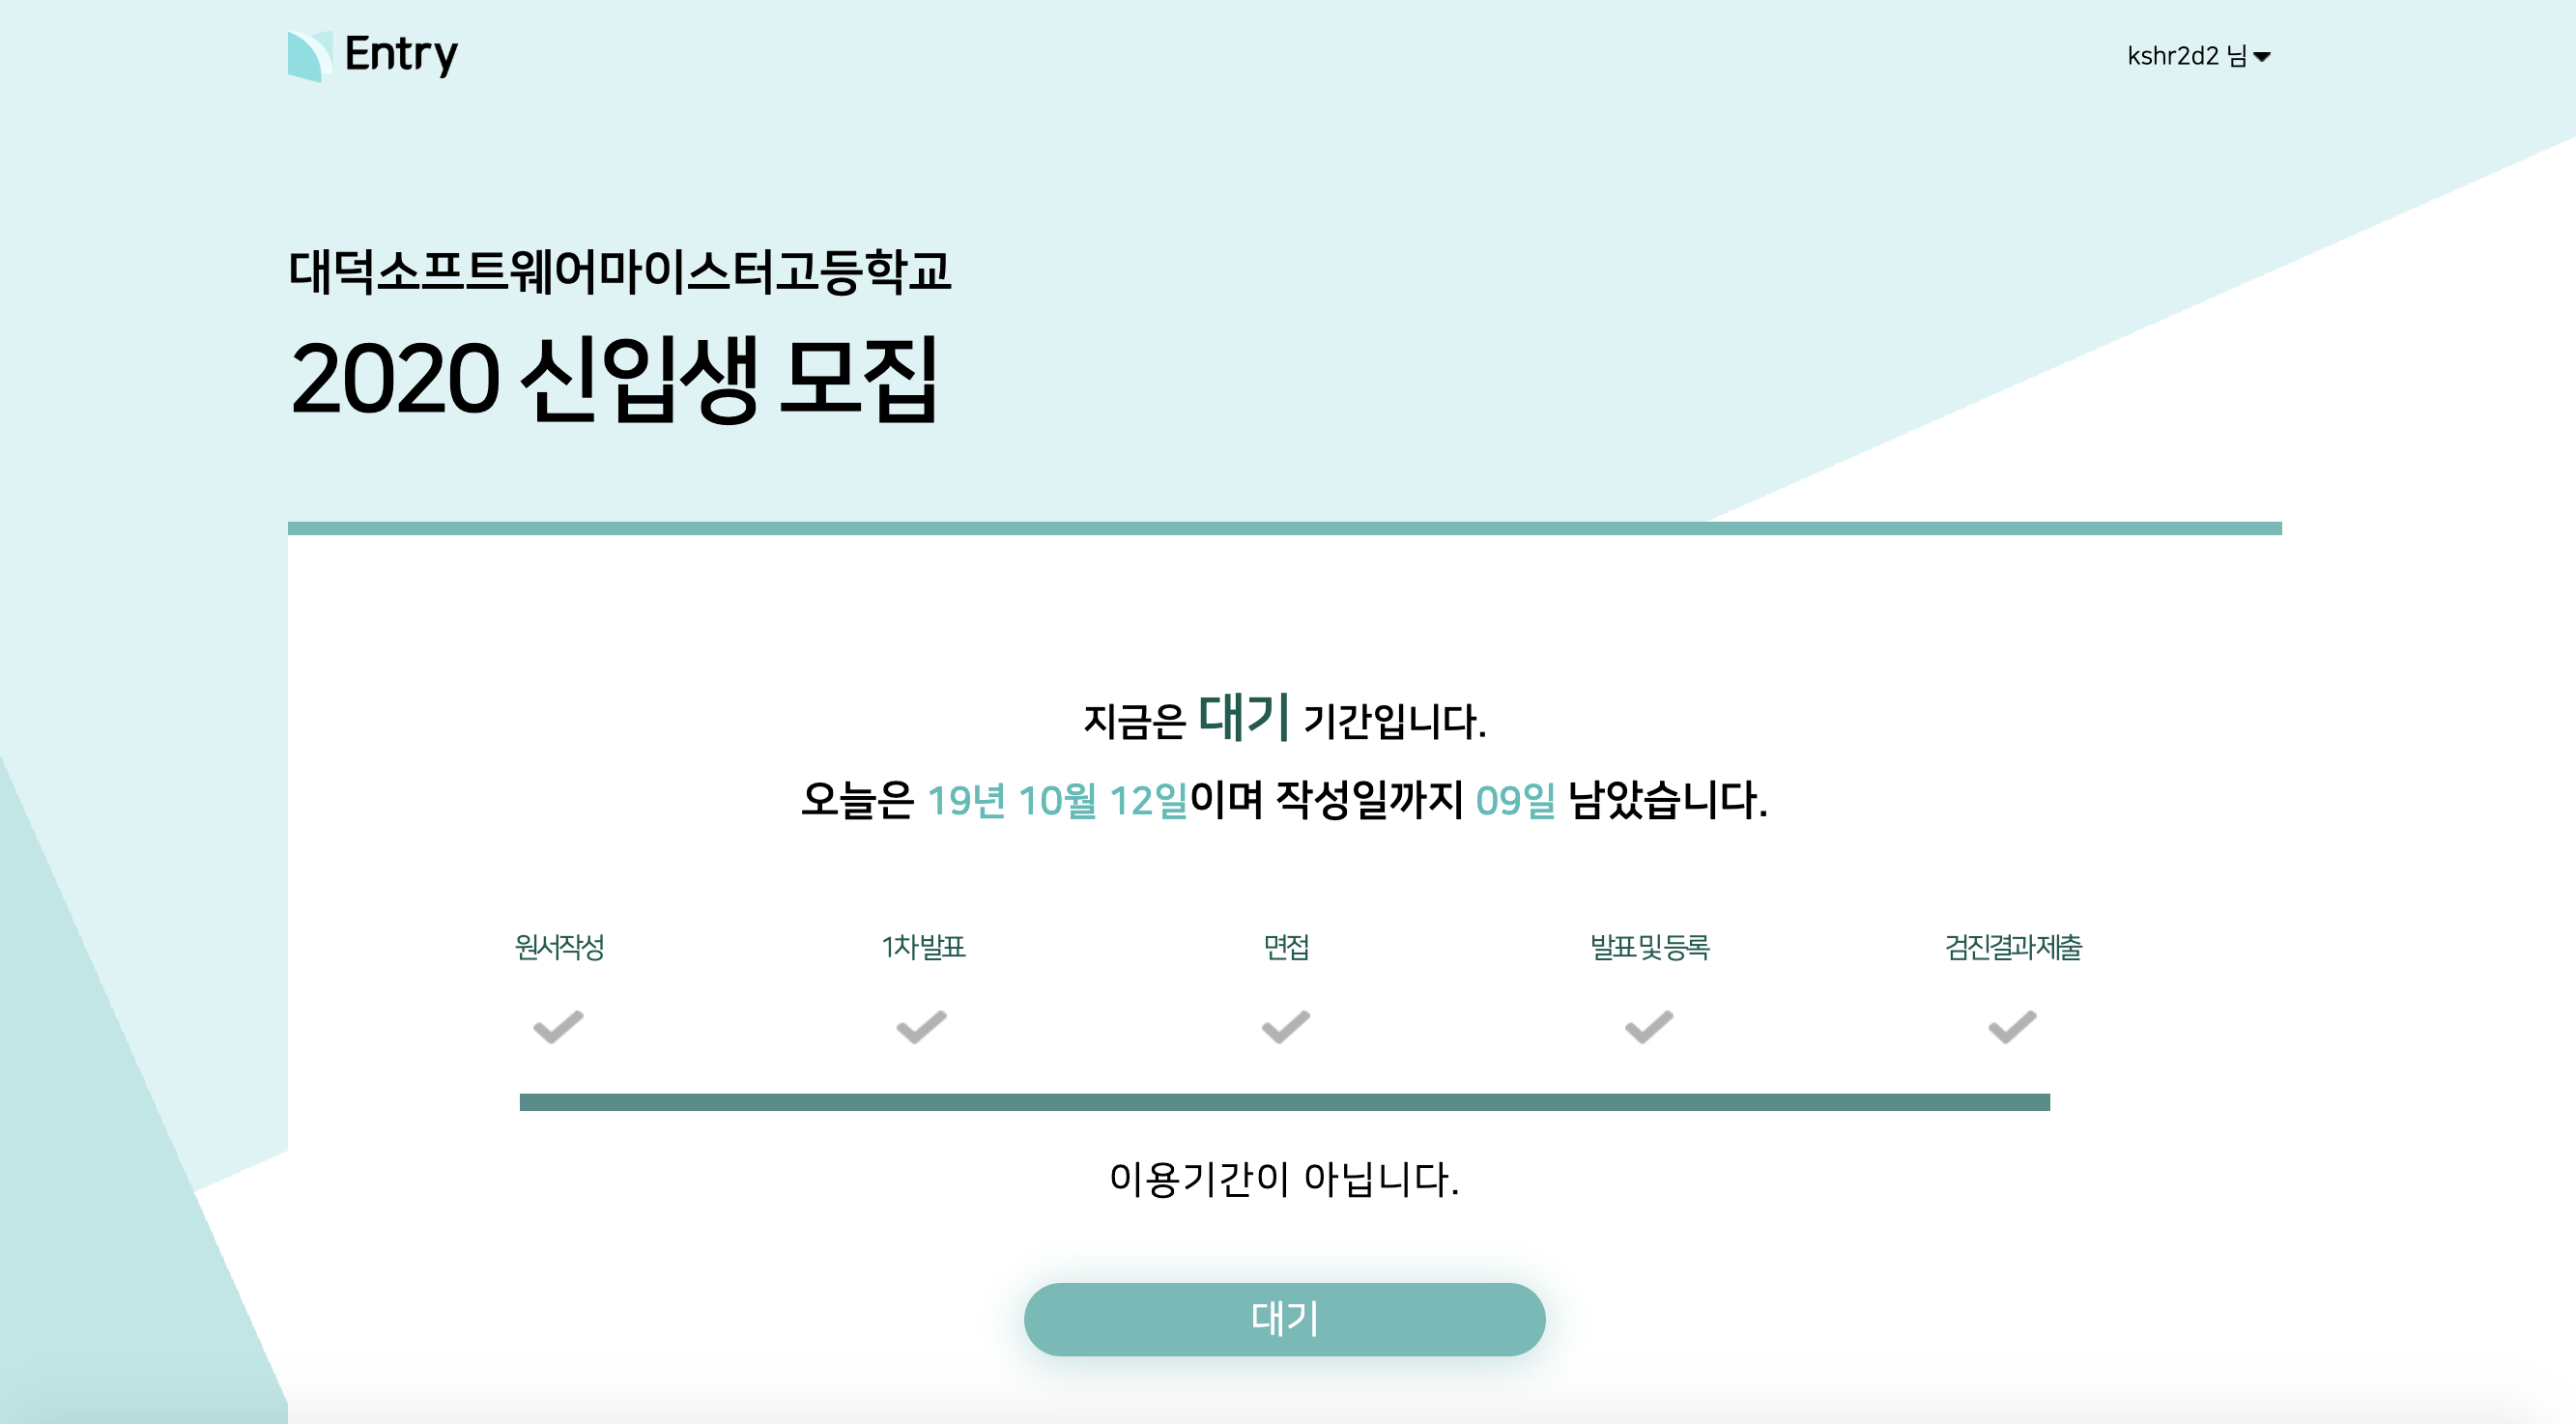 Entry
kshr2d2 님
대덕소프트웨어마이스터고등학교
2020 신입생 모집
지금은 대기 기간입니다.
오늘은 19년 10월 12일이며 작성일까지 09일 남았습니다.
원서작성 1차 발표 면접 발표 및 등록 검진결과 제출
이용기간이 아닙니다.
대기